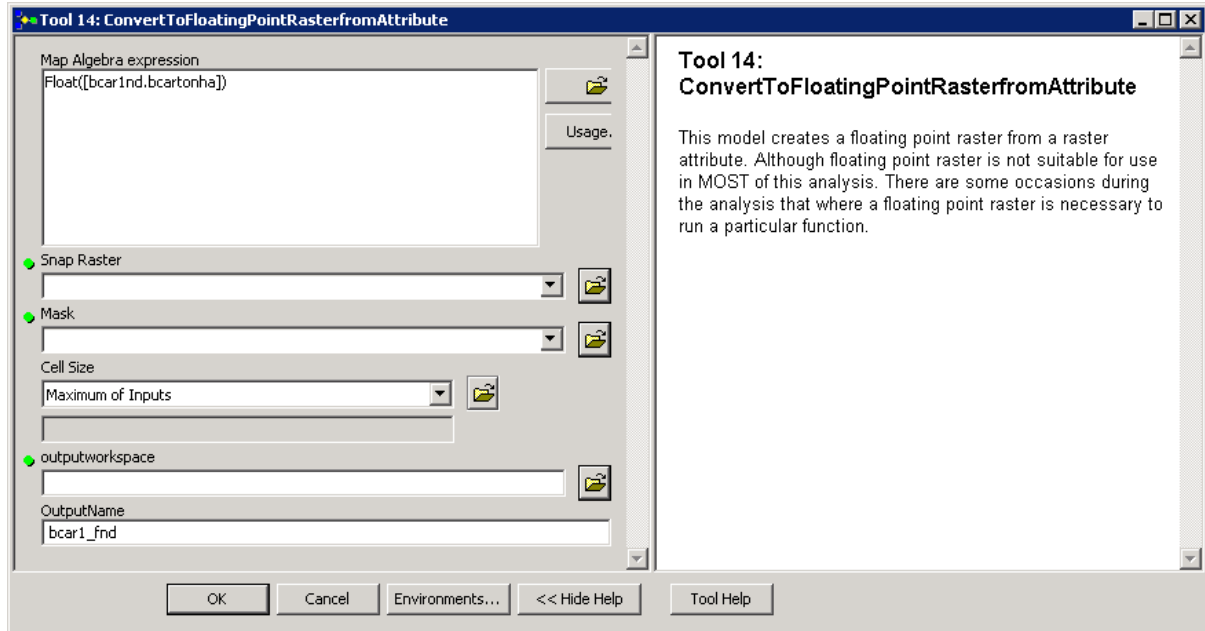 Tool 14: ConvertToFloatingPointRasterfromAttribute
Map Algebra expression
Float([bcar1nd.bcartonha])
Usage.
Snap Raster
Mask
Cell Size
Maximum of Inputs
outputworkspace
OutputName
bcar1_fnd
Tool 14:
ConvertToFloatingPointRasterfromAttribute
This model creates a floating point raster from a raster
attribute. Although floating point raster is not suitable for use
in MOST of this analysis. There are some occasions during
the analysis that where a floating point raster is necessary to
run a particular function.
OK
Cancel
Environments...
<< Hide Help
Tool Help